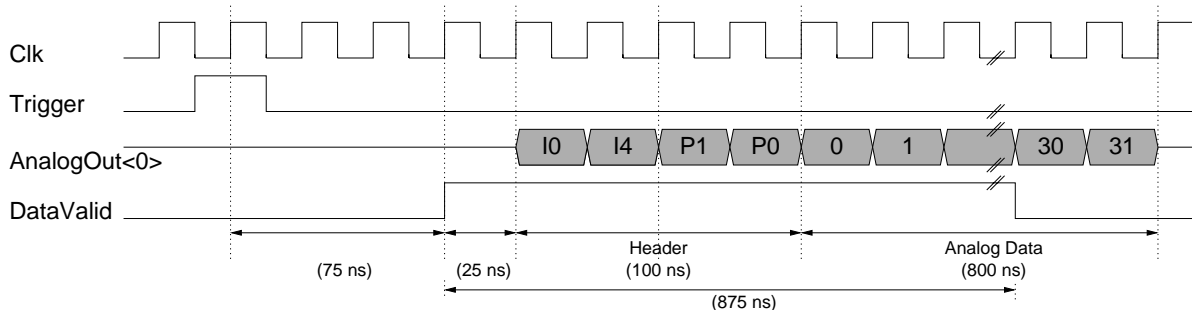 Clk
Trigger
AnalogOut<0>
I0 I4 P1 P0 0 1 30 31
DataValid
Header Analog Data
(75 ns) (25 ns) (100 ns) (800 ns)
(875 ns)